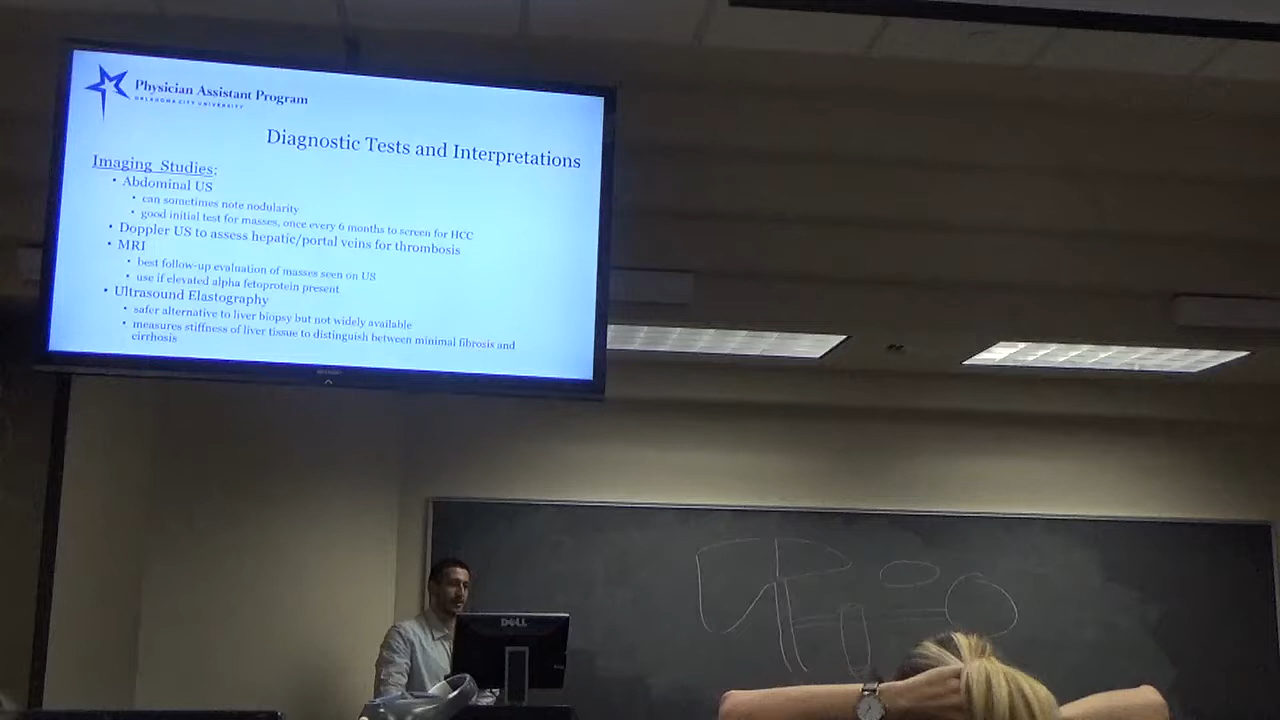 Physician Assistant Program
OKLAHOMA CITY UNIVERSITY
Diagnostic Tests and Interpretations
Imaging Studies:
• Abdominal US
• can sometimes note nodularity
• good initial test for masses, once every 6 months to screen for HCC
• Doppler US to assess hepatic/portal veins for thrombosis
• MRI
• best follow-up evaluation of masses seen on US
• use if elevated alpha fetoprotein present
• Ultrasound Elastography
• safer alternative to liver biopsy but not widely available
• measures stiffness of liver tissue to distinguish between minimal fibrosis and
cirrhosis
SHARP
DELL